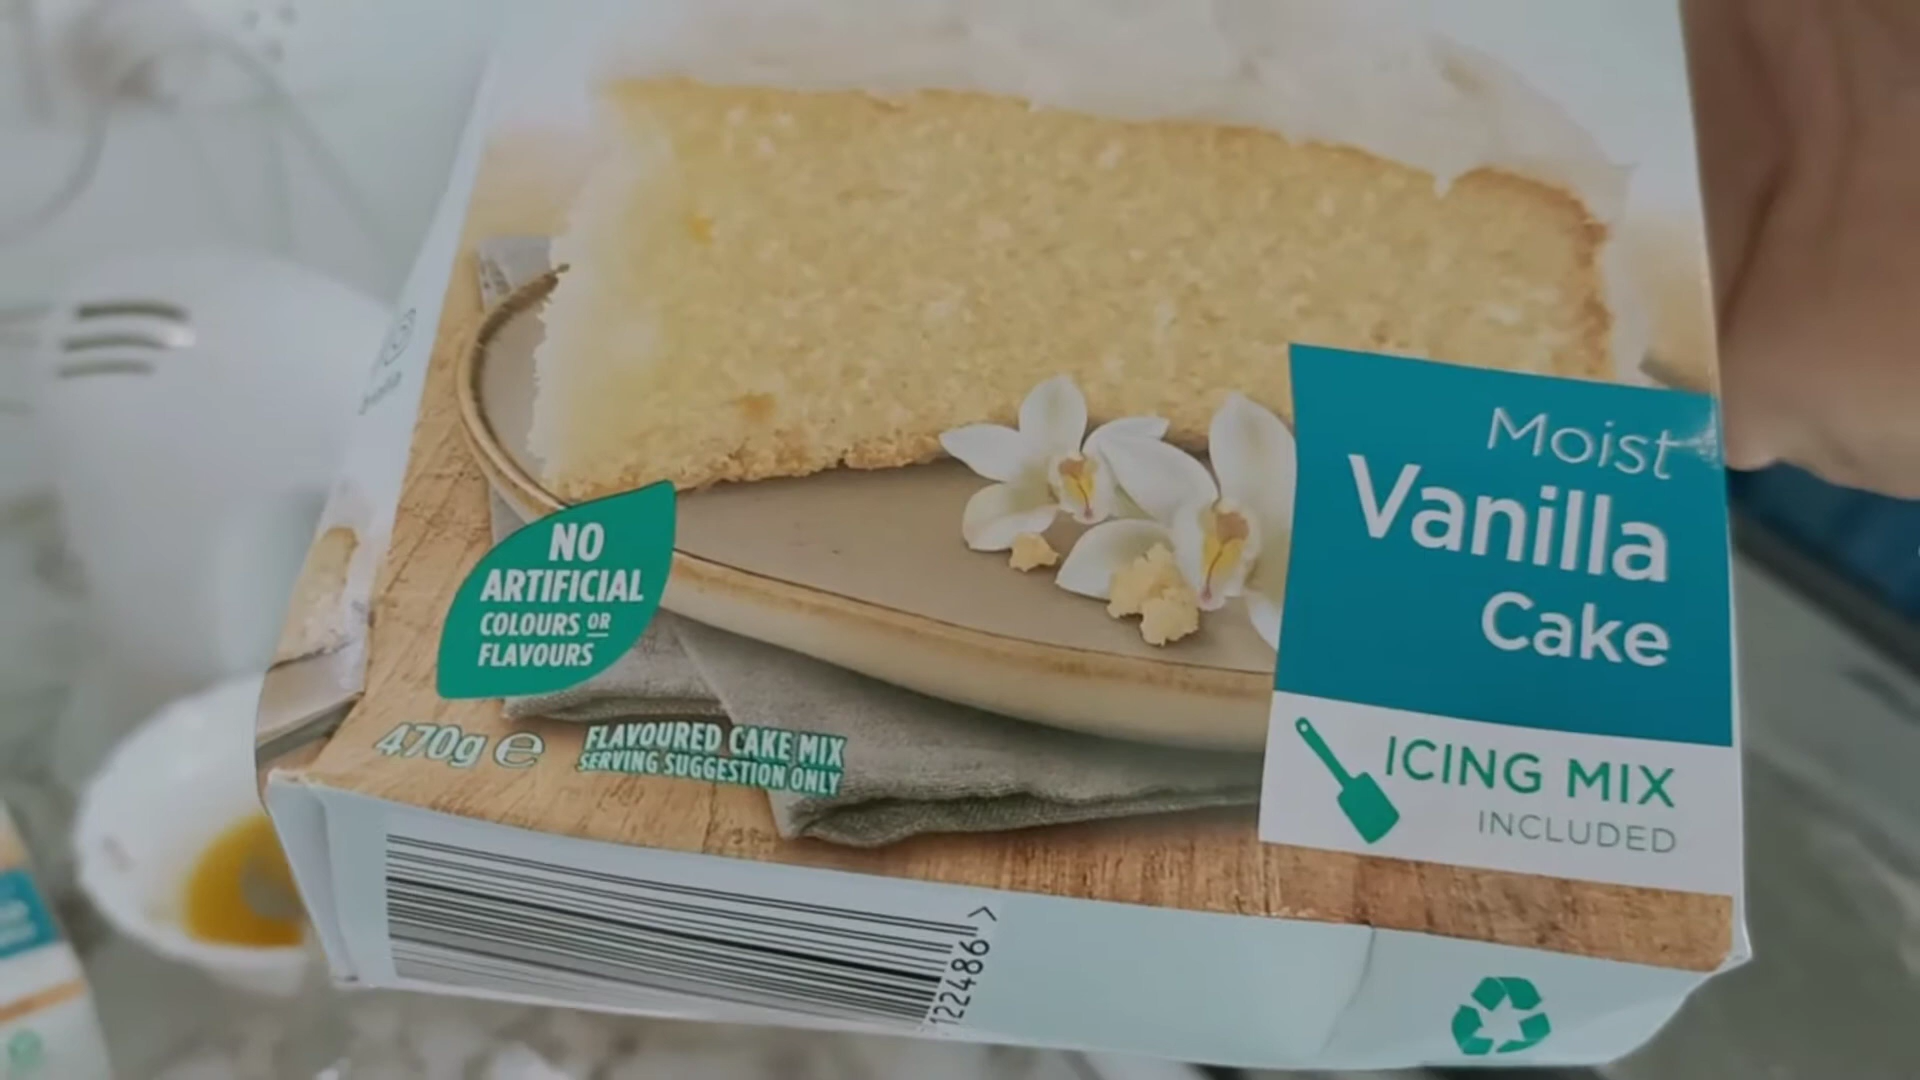 Moist
Vanilla
Cake
ICING MIX
INCLUDED
NO
ARTIFICIAL
COLOURS OR
FLAVOURS
470g e
FLAVOURED CAKE MIX
SERVING SUGGESTION ONLY
122486>